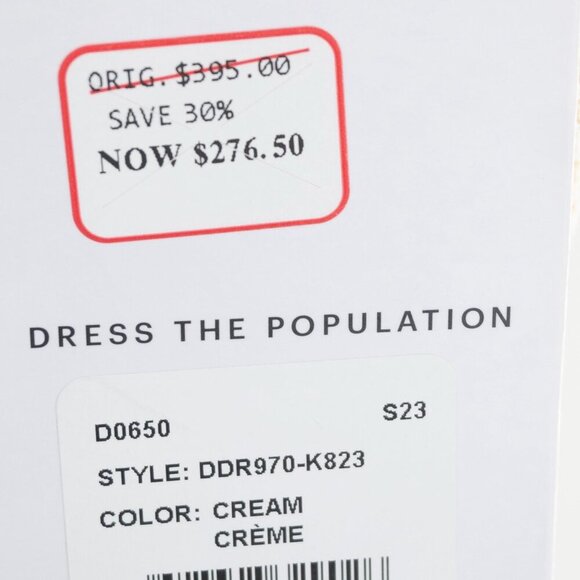 ORIG. $395.00
SAVE 30%
NOW $276.50
DRESS THE POPULATION
D0650 S23
STYLE: DDR970-K823
COLOR: CREAM
CRÈME